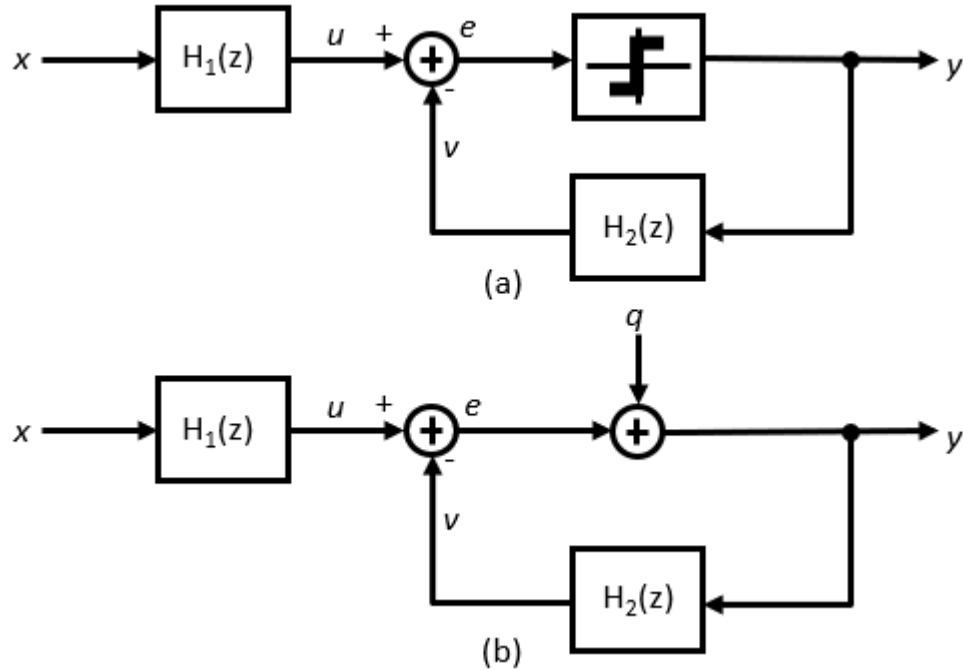 x H₁(z) u + e y
+
-
v
H₂(z)
(a)
q
x H₁(z) u + e y
+ +
-
v
H₂(z)
(b)